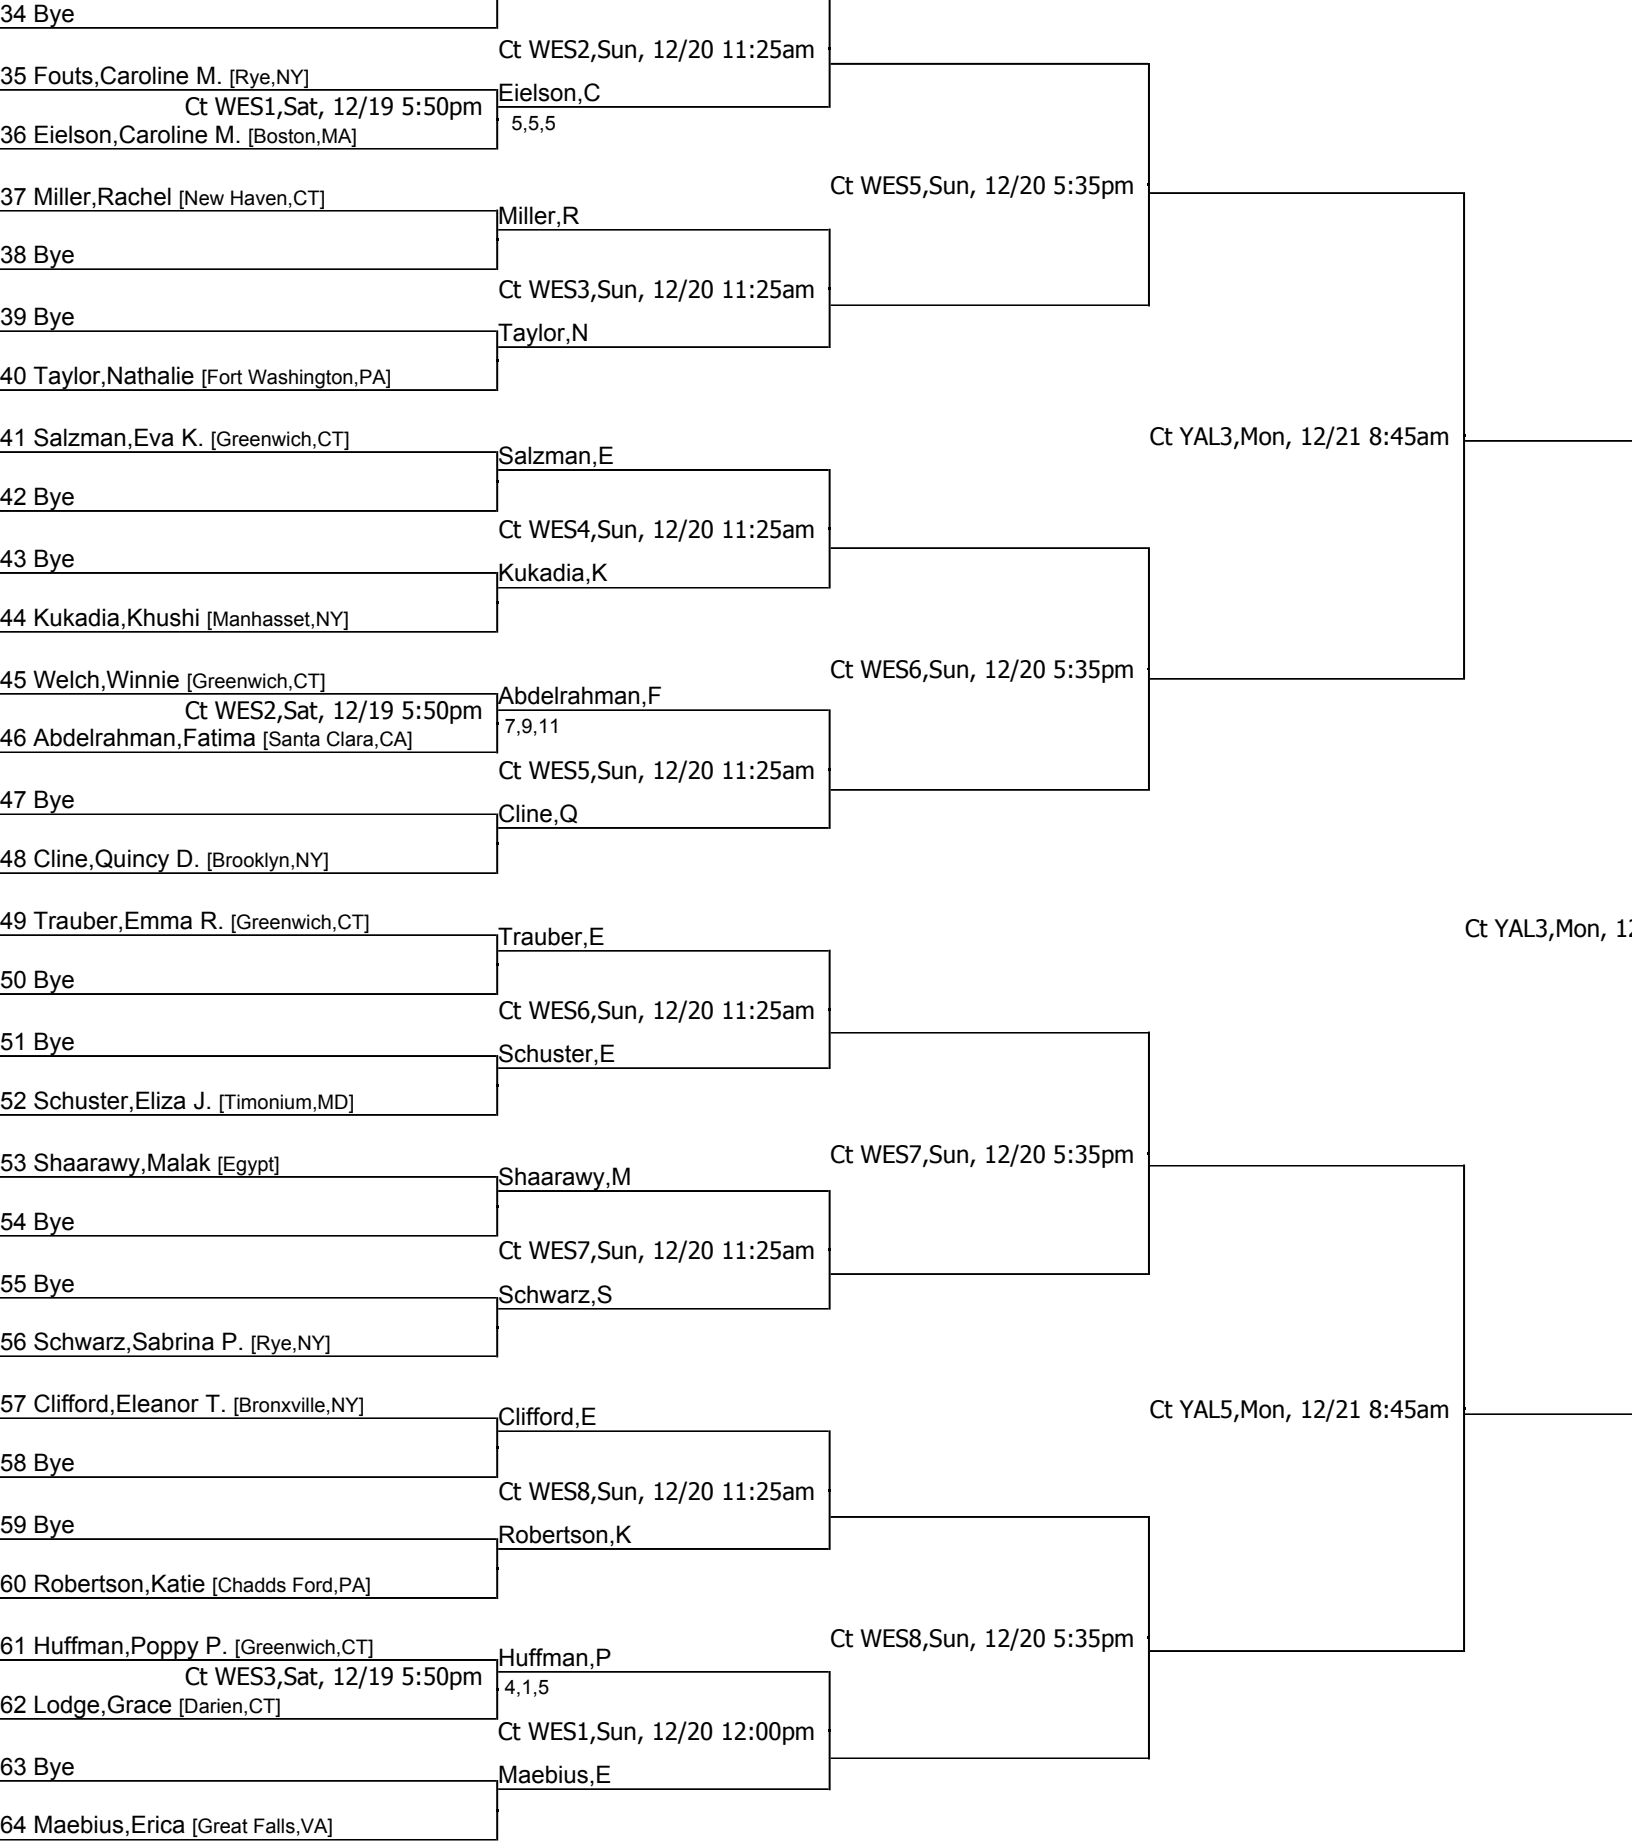 34 Bye
Ct WES2,Sun, 12/20 11:25am
35 Fouts,Caroline M. [Rye,NY]
Eielson,C
Ct WES1,Sat, 12/19 5:50pm
5,5,5
36 Eielson,Caroline M. [Boston,MA]
Ct WES5,Sun, 12/20 5:35pm
37 Miller,Rachel [New Haven,CT]
Miller,R
38 Bye
Ct WES3,Sun, 12/20 11:25am
39 Bye
Taylor,N
40 Taylor,Nathalie [Fort Washington,PA]
Ct YAL3,Mon, 12/21 8:45am
41 Salzman,Eva K. [Greenwich,CT]
Salzman,E
42 Bye
Ct WES4,Sun, 12/20 11:25am
43 Bye
Kukadia,K
44 Kukadia,Khushi [Manhasset,NY]
Ct WES6,Sun, 12/20 5:35pm
45 Welch,Winnie [Greenwich,CT]
Abdelrahman,F
Ct WES2,Sat, 12/19 5:50pm
7,9,11
46 Abdelrahman,Fatima [Santa Clara,CA]
Ct WES5,Sun, 12/20 11:25am
47 Bye
Cline,Q
48 Cline,Quincy D. [Brooklyn,NY]
49 Trauber,Emma R. [Greenwich,CT]
Ct YAL3,Mon, 12
Trauber,E
50 Bye
Ct WES6,Sun, 12/20 11:25am
51 Bye
Schuster,E
52 Schuster,Eliza J. [Timonium,MD]
Ct WES7,Sun, 12/20 5:35pm
53 Shaarawy,Malak [Egypt]
Shaarawy,M
54 Bye
Ct WES7,Sun, 12/20 11:25am
55 Bye
Schwarz,S
56 Schwarz,Sabrina P. [Rye,NY]
57 Clifford,Eleanor T. [Bronxville,NY]
Ct YAL5,Mon, 12/21 8:45am
Clifford,E
58 Bye
Ct WES8,Sun, 12/20 11:25am
59 Bye
Robertson,K
60 Robertson,Katie [Chadds Ford,PA]
Ct WES8,Sun, 12/20 5:35pm
61 Huffman,Poppy P. [Greenwich,CT]
Huffman,P
Ct WES3,Sat, 12/19 5:50pm
4,1,5
62 Lodge,Grace [Darien,CT]
Ct WES1,Sun, 12/20 12:00pm
63 Bye
Maebius,E
64 Maebius,Erica [Great Falls,VA]